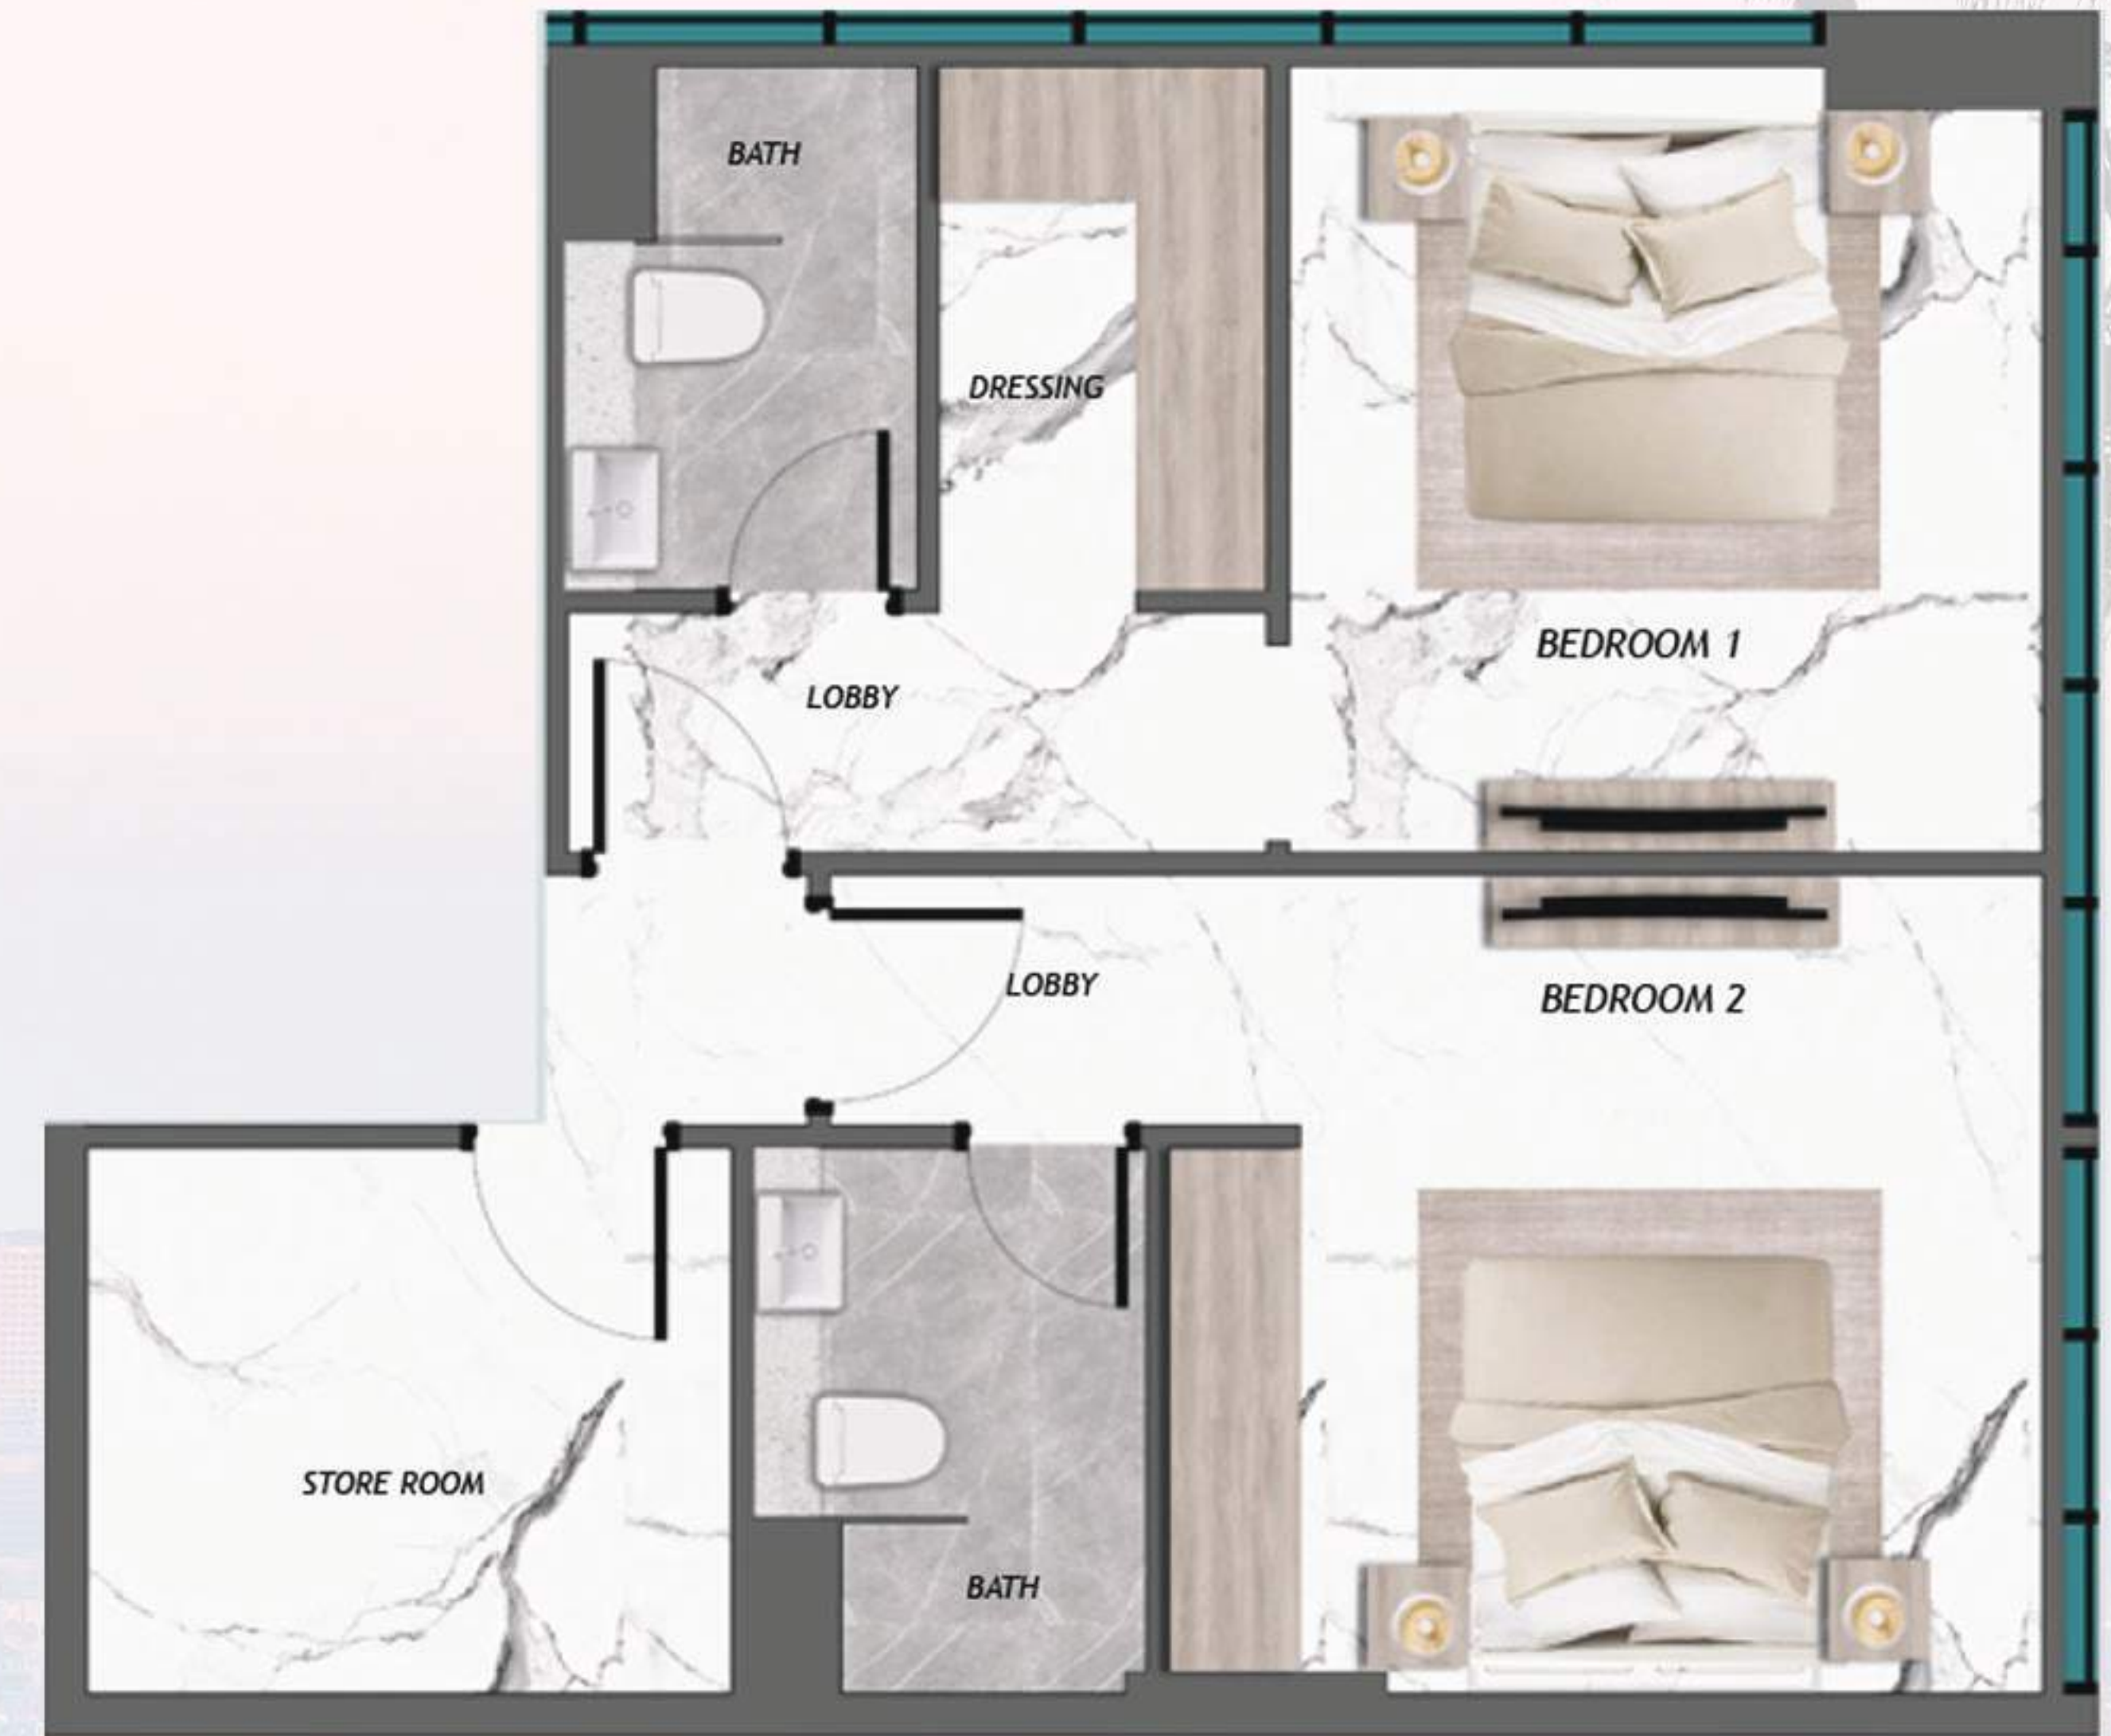 BATH
DRESSING
BEDROOM 1
LOBBY
LOBBY
BEDROOM 2
STORE ROOM
BATH